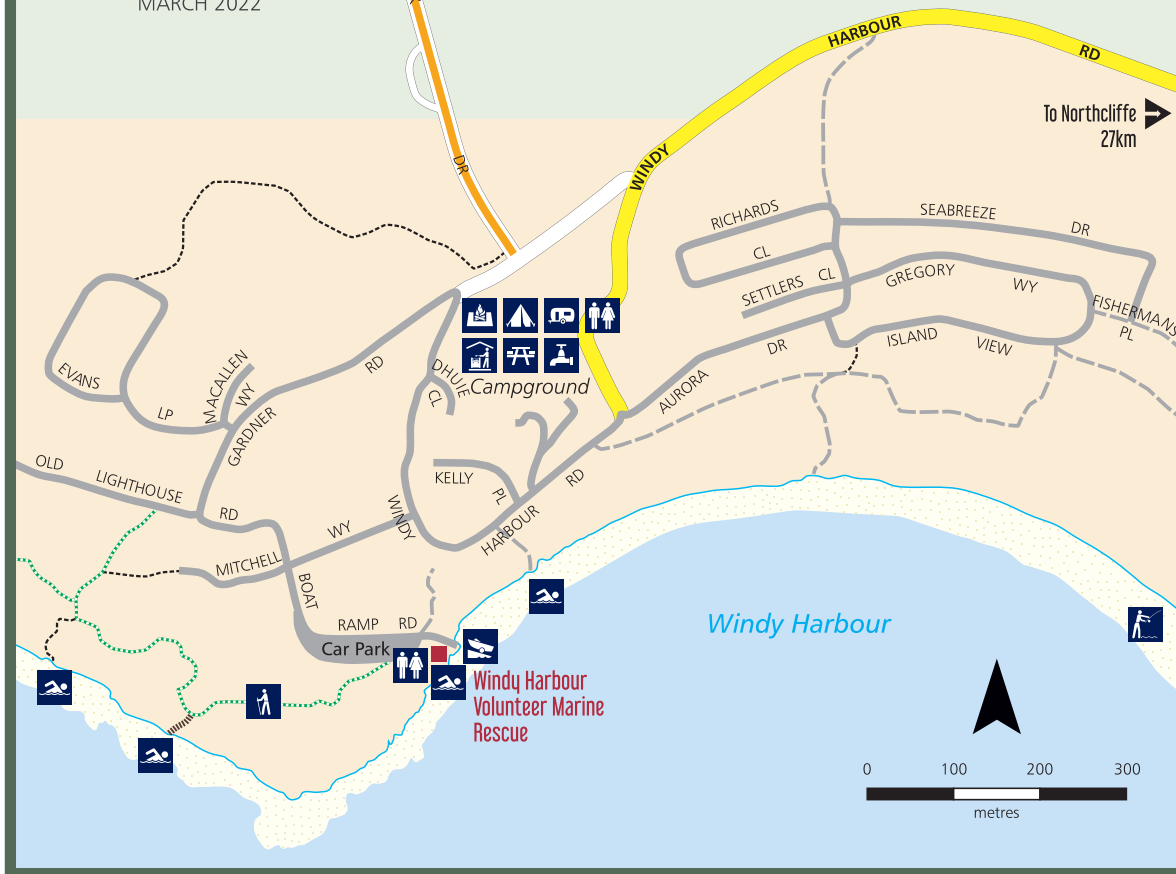 MARCH 2022
HARBOUR
RD
To Northcliffe
27km
DR
WINDY
RICHARDS
CL
SEABREEZE
DR
SETTLERS CL
GREGORY
WY
FISHERMANS
PL
DR
ISLAND
VIEW
AURORA
EVANS
LP
MACALLEN
WY
GARDNER
RD
DHUIE
CL
Campground
OLD
LIGHTHOUSE
RD
KELLY
PL
RD
WINDY
HARBOUR
MITCHELL
WY
BOAT
RAMP RD
Car Park
Windy Harbour
Windy Harbour
Volunteer Marine
Rescue
0 100 200 300
metres